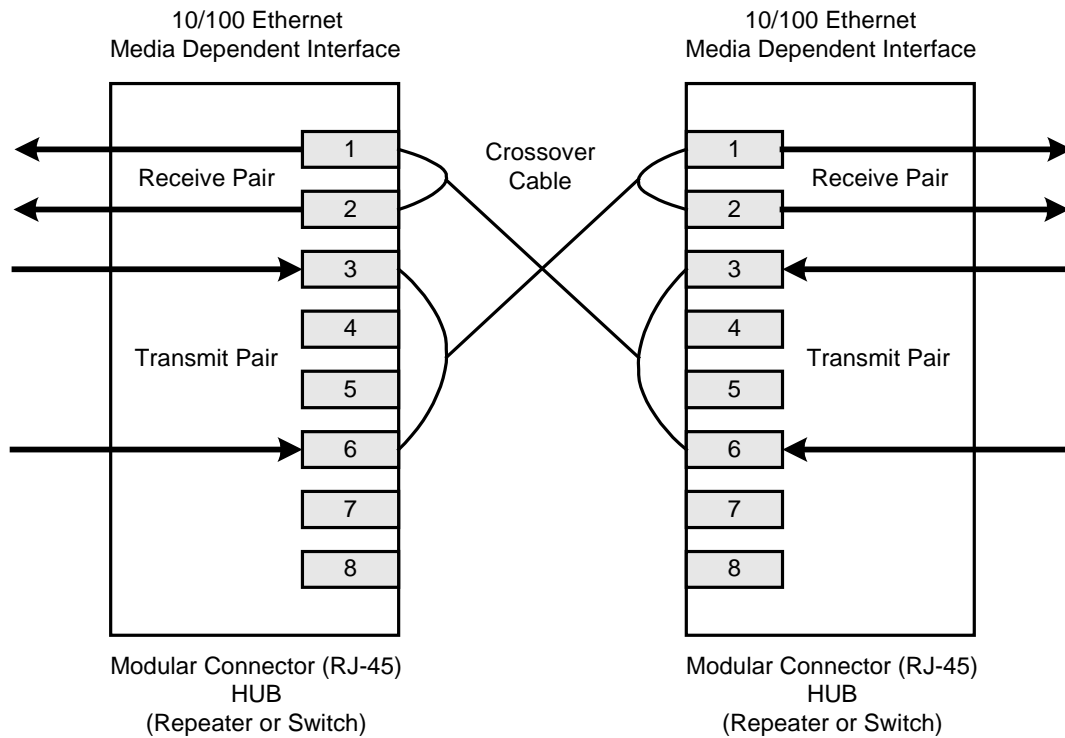 10/100 Ethernet
Media Dependent Interface
10/100 Ethernet
Media Dependent Interface
1
Receive Pair
2
3
4
Transmit Pair
5
6
7
8
Crossover
Cable
1
Receive Pair
2
3
4
Transmit Pair
5
6
7
8
Modular Connector (RJ-45)
HUB
(Repeater or Switch)
Modular Connector (RJ-45)
HUB
(Repeater or Switch)